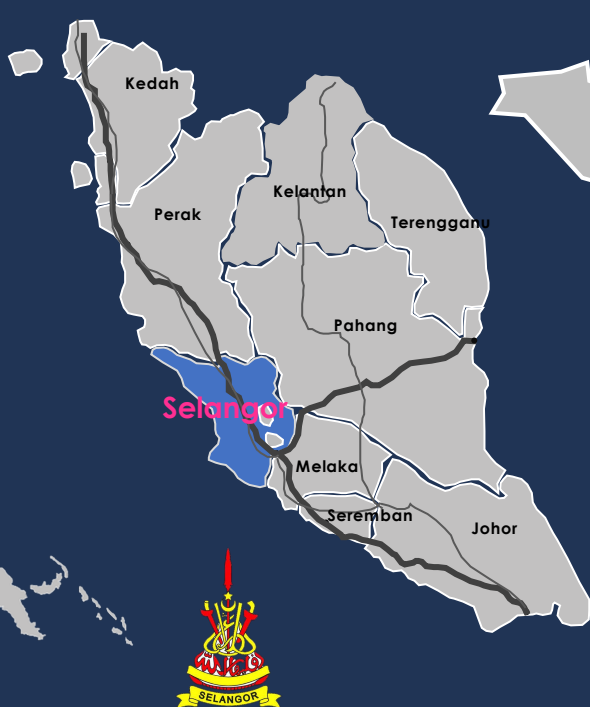 Kedah
Kelantan
Perak
Terengganu
Pahang
Selangor
Melaka
Seremban
Johor
SELANGOR